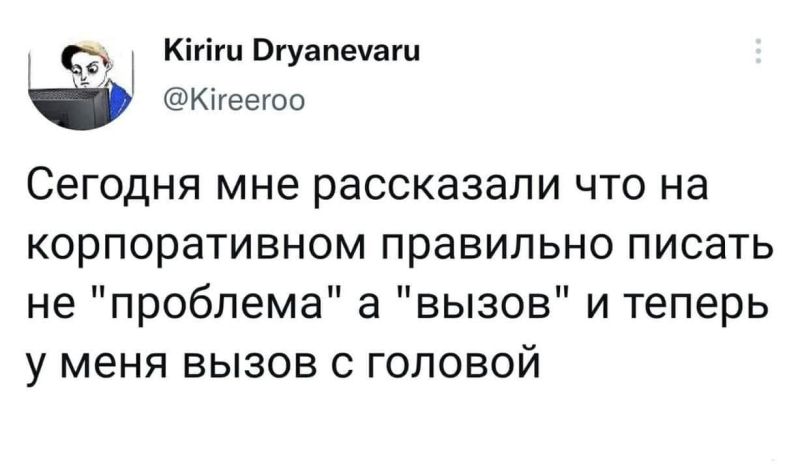 Kiriru Dryanevaru
@Kireeroo
Сегодня мне рассказали что на
корпоративном правильно писать
не "проблема" а "вызов" и теперь
у меня вызов с головой